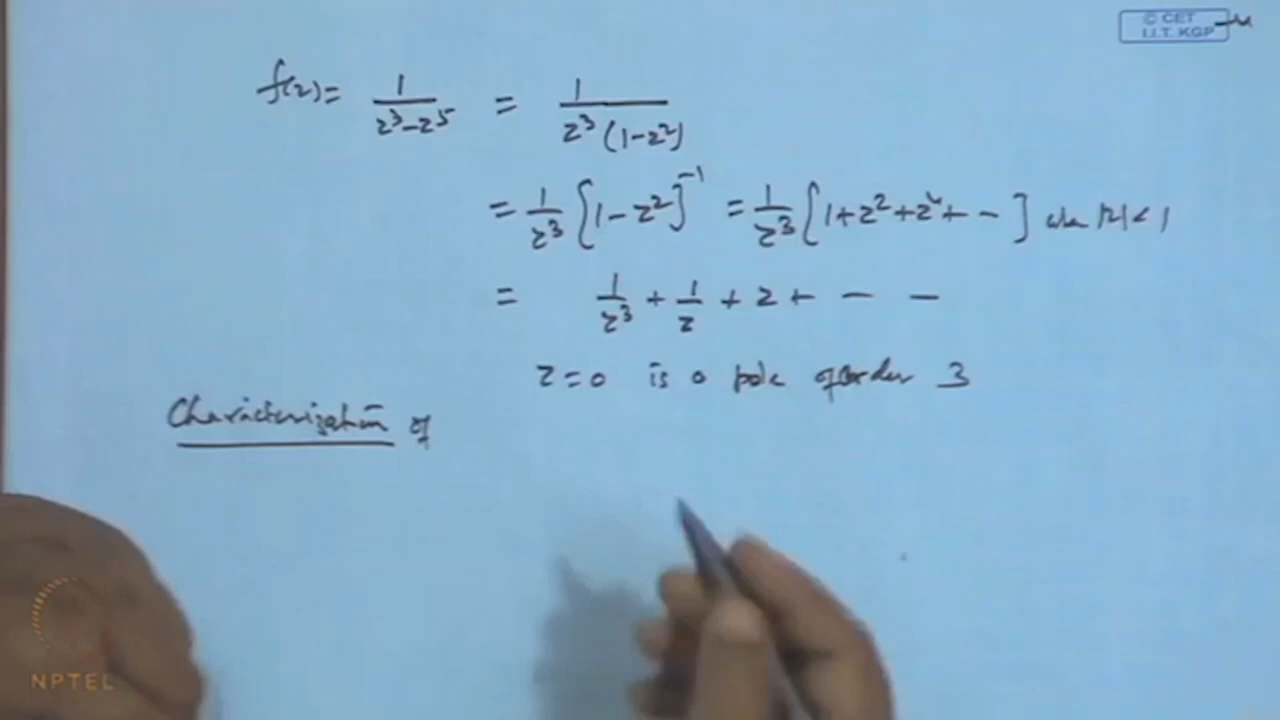 © CET
I.I.T. KGP
f(z) = 1/(z³-z⁵) = 1/(z³(1-z²))
= 1/z³ [1-z²]⁻¹ = 1/z³ [1+z²+z⁴+ - ] when |z| < 1
= 1/z³ + 1/z + z + - -
z=0 is a pole of order 3
Characterization of
NPTEL